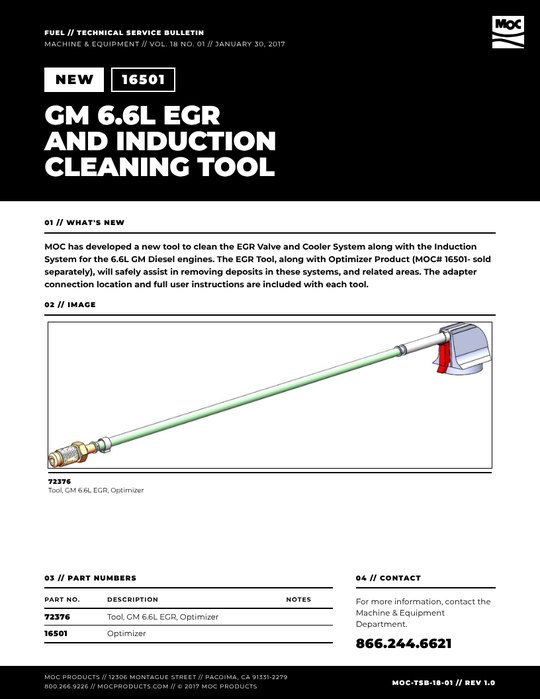 FUEL // TECHNICAL SERVICE BULLETIN
MACHINE & EQUIPMENT // VOL. 18 NO. 01 // JANUARY 30, 2017
MOC
NEW 16501
GM 6.6L EGR
AND INDUCTION
CLEANING TOOL
01 // WHAT'S NEW
MOC has developed a new tool to clean the EGR Valve and Cooler System along with the Induction
System for the 6.6L GM Diesel engines. The EGR Tool, along with Optimizer Product (MOC# 16501- sold
separately), will safely assist in removing deposits in these systems, and related areas. The adapter
connection location and full user instructions are included with each tool.
02 // IMAGE
72376
Tool, GM 6.6L EGR, Optimizer
03 // PART NUMBERS
PART NO. DESCRIPTION NOTES
72376 Tool, GM 6.6L EGR, Optimizer
16501 Optimizer
04 // CONTACT
For more information, contact the
Machine & Equipment
Department.
866.244.6621
MOC PRODUCTS // 12306 MONTAGUE STREET // PACOIMA, CA 91331-2279
800.266.9226 // MOCPRODUCTS.COM // © 2017 MOC PRODUCTS
MOC-TSB-18-01 // REV 1.0